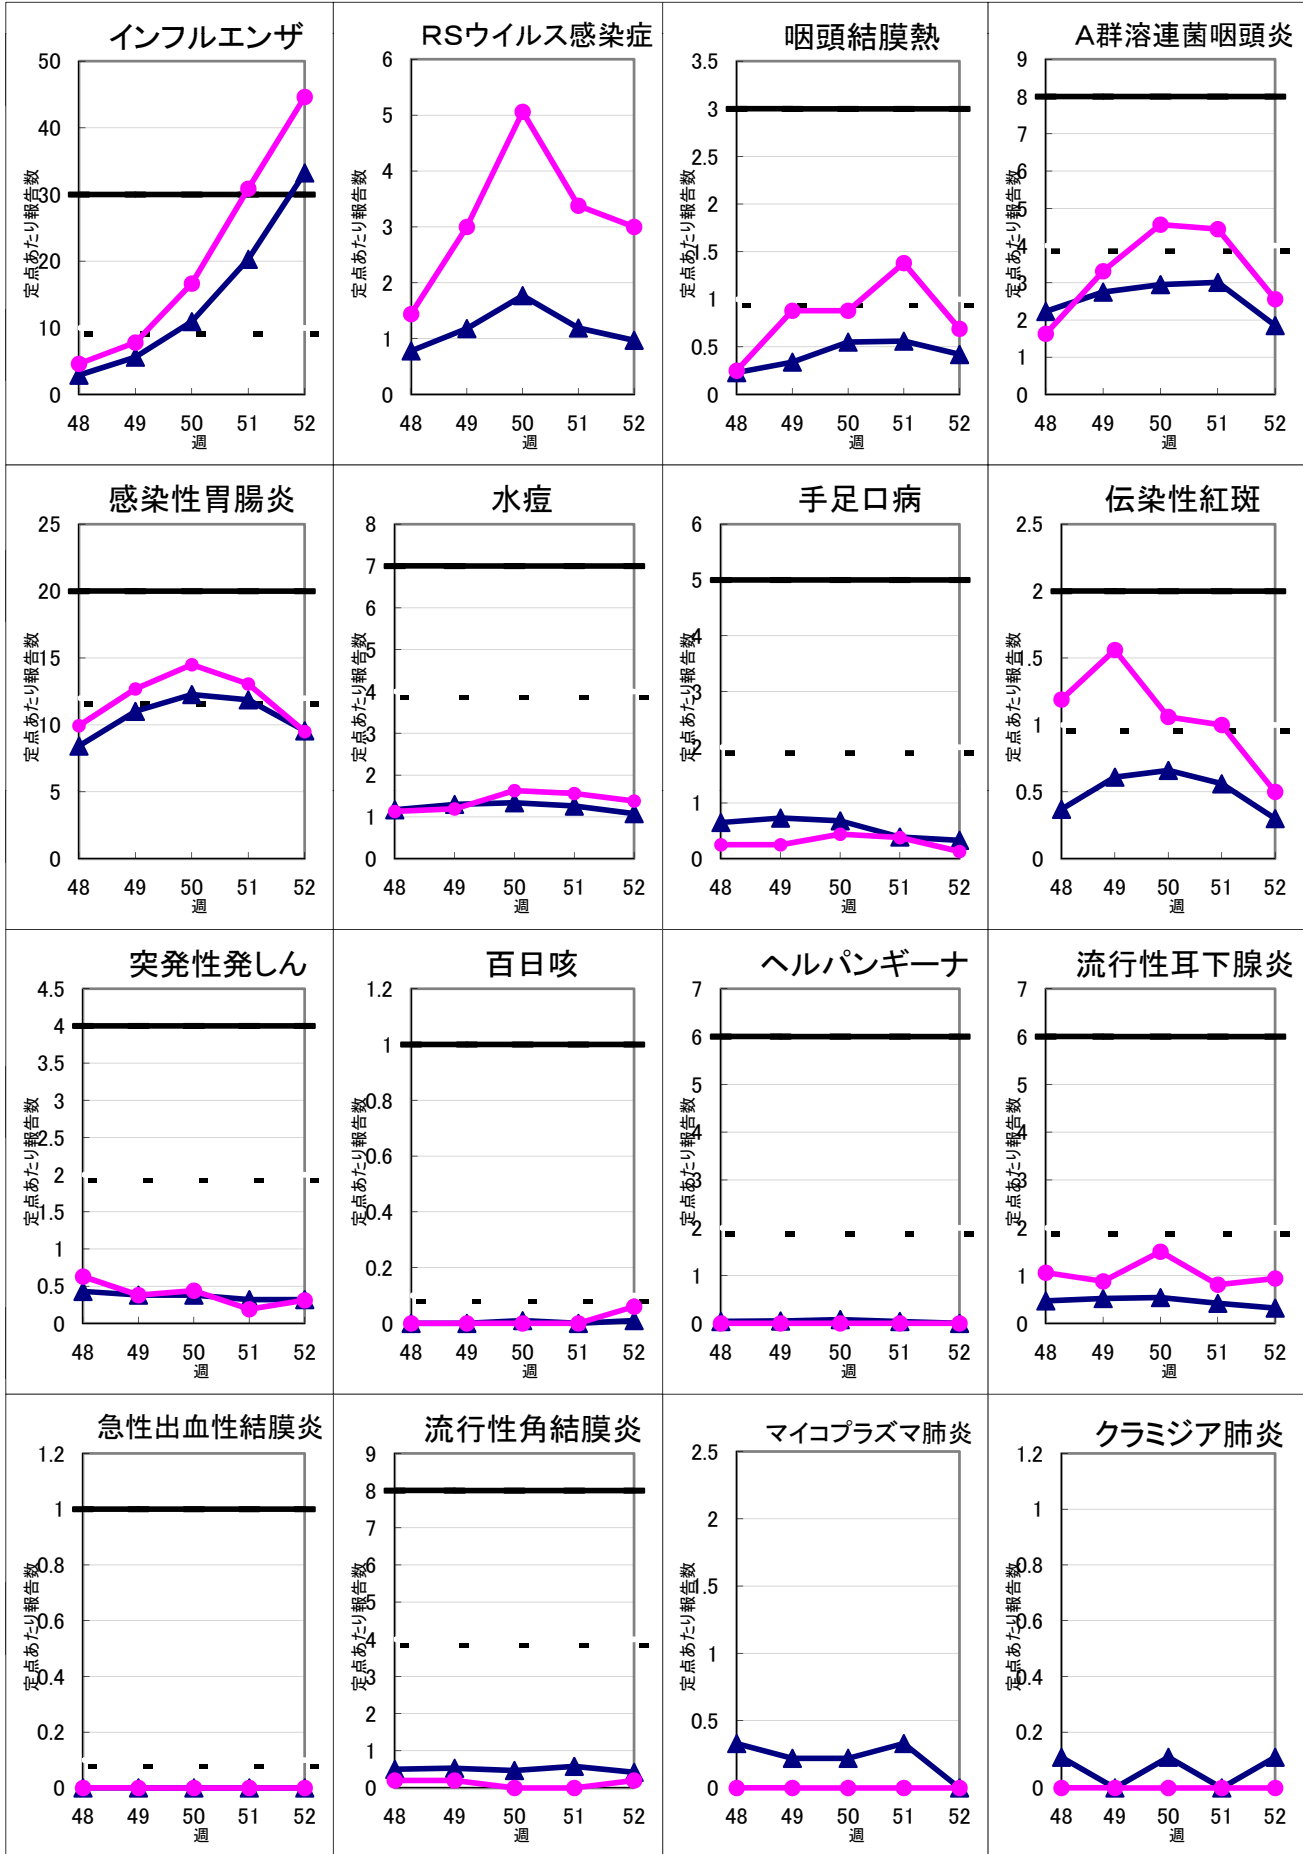 インフルエンザ
50
40
30
20
10
0
定点あたり報告数
48 49 50 51 52
週
RSウイルス感染症
6
5
4
3
2
1
0
定点あたり報告数
48 49 50 51 52
週
咽頭結膜熱
3.5
3
2.5
2
1.5
1
0.5
0
定点あたり報告数
48 49 50 51 52
週
A群溶連菌咽頭炎
9
8
7
6
5
4
3
2
1
0
定点あたり報告数
48 49 50 51 52
週
感染性胃腸炎
25
20
15
10
5
0
定点あたり報告数
48 49 50 51 52
週
水痘
8
7
6
5
4
3
2
1
0
定点あたり報告数
48 49 50 51 52
週
手足口病
6
5
4
3
2
1
0
定点あたり報告数
48 49 50 51 52
週
伝染性紅斑
2.5
2
1.5
1
0.5
0
定点あたり報告数
48 49 50 51 52
週
突発性発しん
4.5
4
3.5
3
2.5
2
1.5
1
0.5
0
定点あたり報告数
48 49 50 51 52
週
百日咳
1.2
1
0.8
0.6
0.4
0.2
0
定点あたり報告数
48 49 50 51 52
週
ヘルパンギーナ
7
6
5
4
3
2
1
0
定点あたり報告数
48 49 50 51 52
週
流行性耳下腺炎
7
6
5
4
3
2
1
0
定点あたり報告数
48 49 50 51 52
週
急性出血性結膜炎
1.2
1
0.8
0.6
0.4
0.2
0
定点あたり報告数
48 49 50 51 52
週
流行性角結膜炎
9
8
7
6
5
4
3
2
1
0
定点あたり報告数
48 49 50 51 52
週
マイコプラズマ肺炎
2.5
2
1.5
1
0.5
0
定点あたり報告数
48 49 50 51 52
週
クラミジア肺炎
1.2
1
0.8
0.6
0.4
0.2
0
定点あたり報告数
48 49 50 51 52
週